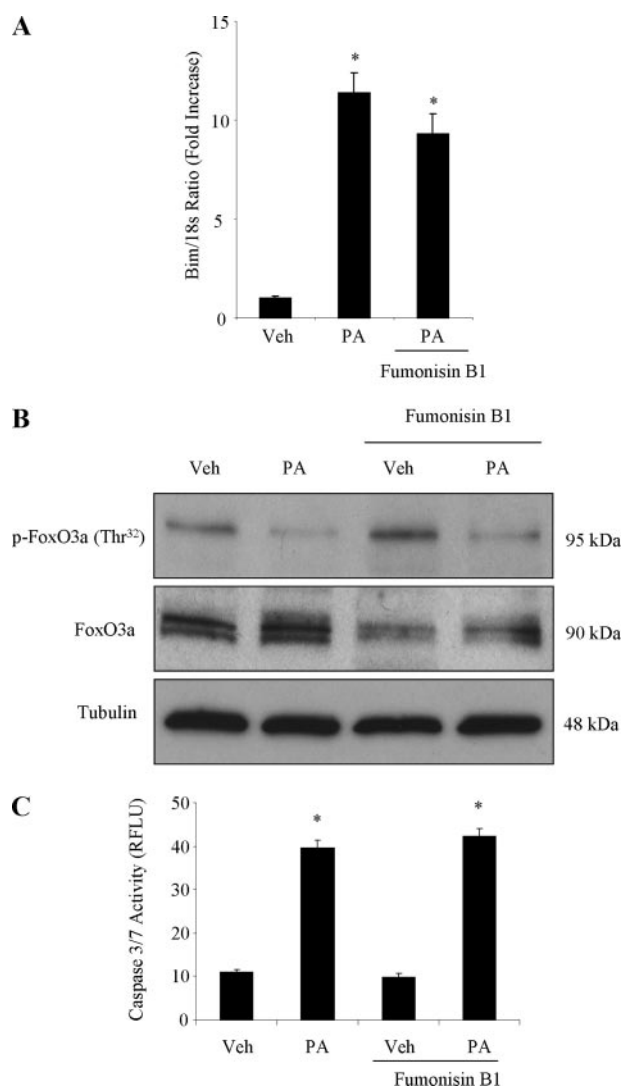 A
Bim/18s Ratio (Fold Increase)
15
10
5
0
Veh PA PA
Fumonisin B1
B
Fumonisin B1
Veh PA Veh PA
p-FoxO3a (Thr³²) 95 kDa
FoxO3a 90 kDa
Tubulin 48 kDa
C
Caspase 3/7 Activity (RFLU)
50
40
30
20
10
0
* *
* *
Veh PA Veh PA
Fumonisin B1